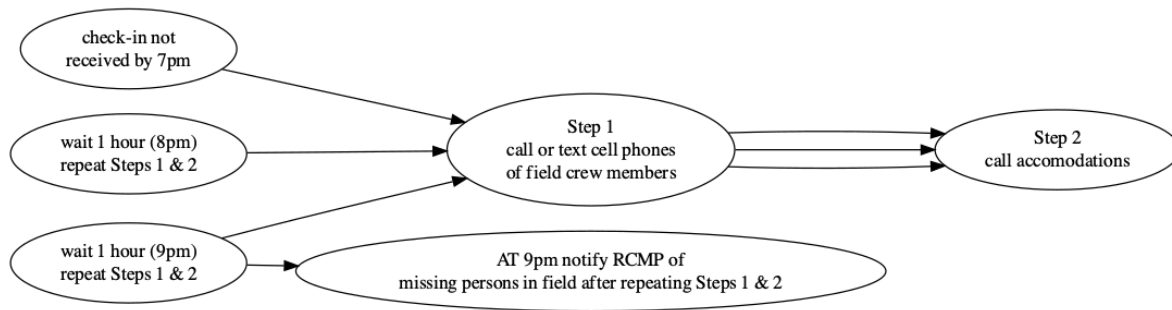 check-in not
received by 7pm
wait 1 hour (8pm)
repeat Steps 1 & 2
wait 1 hour (9pm)
repeat Steps 1 & 2
Step 1
call or text cell phones
of field crew members
AT 9pm notify RCMP of
missing persons in field after repeating Steps 1 & 2
Step 2
call accomodations